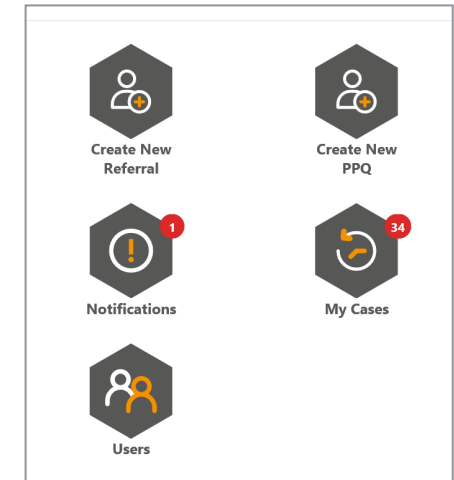 Create New
Referral
Create New
PPQ
1
Notifications
34
My Cases
Users